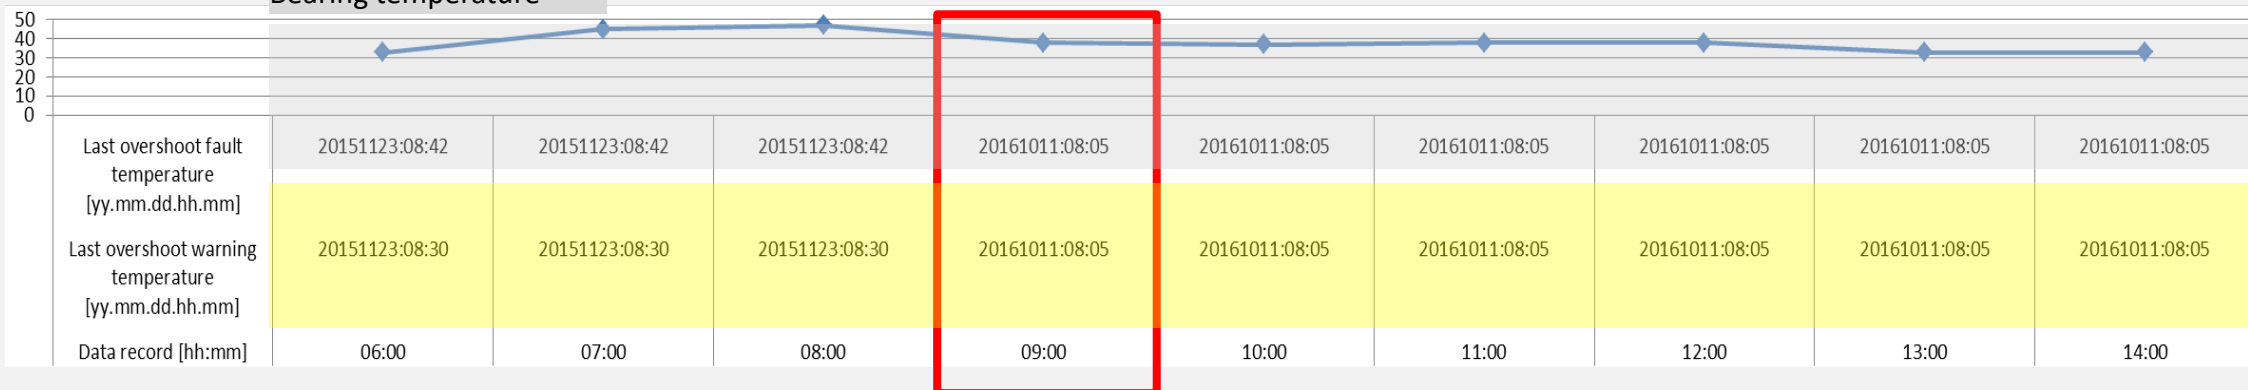 Bearing temperature
50
40
30
20
10
0
Last overshoot fault
temperature
[yy.mm.dd.hh.mm]
20151123:08:42 20151123:08:42 20151123:08:42 20161011:08:05 20161011:08:05 20161011:08:05 20161011:08:05 20161011:08:05 20161011:08:05
Last overshoot warning
temperature
[yy.mm.dd.hh.mm]
20151123:08:30 20151123:08:30 20151123:08:30 20161011:08:05 20161011:08:05 20161011:08:05 20161011:08:05 20161011:08:05 20161011:08:05
Data record [hh:mm] 06:00 07:00 08:00 09:00 10:00 11:00 12:00 13:00 14:00